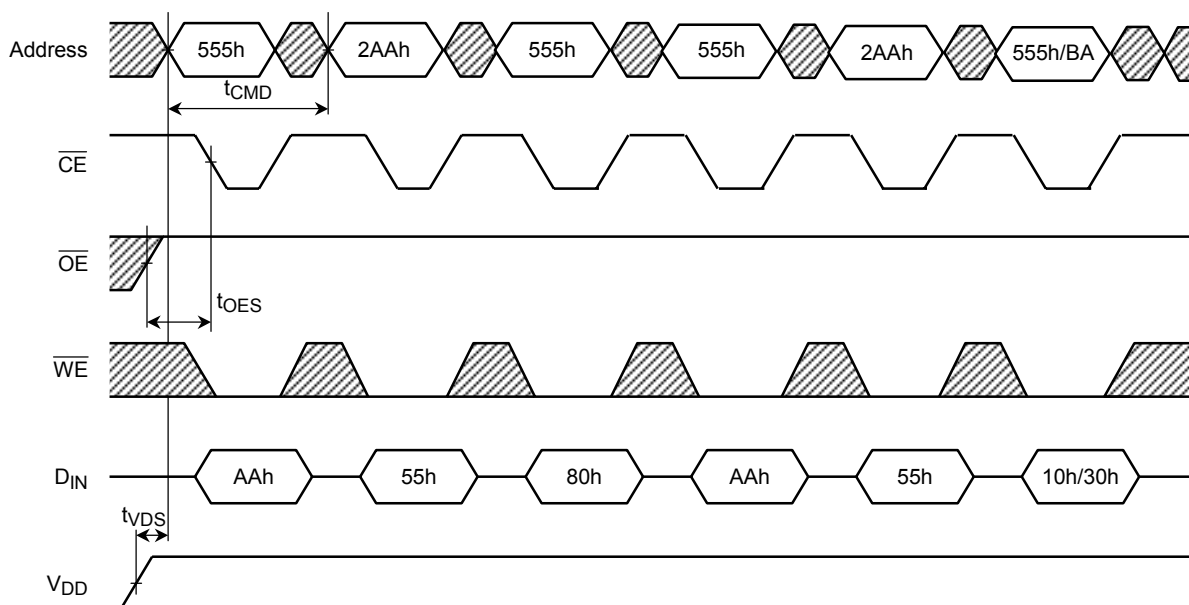 Address 555h 2AAh 555h 555h 2AAh 555h/BA
tCMD
CE
OE
tOES
WE
DIN AAh 55h 80h AAh 55h 10h/30h
tVDS
VDD